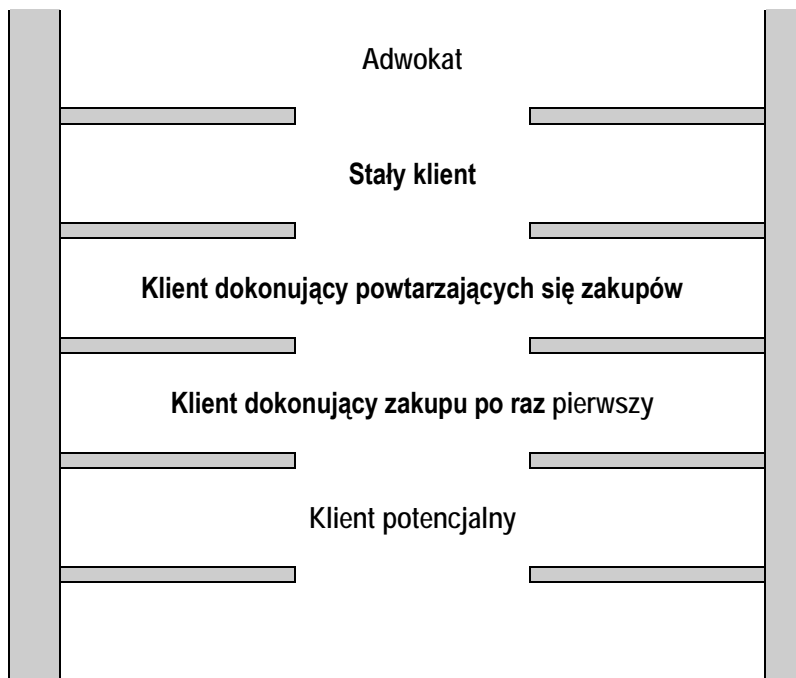 Adwokat
Stały klient
Klient dokonujący powtarzających się zakupów
Klient dokonujący zakupu po raz pierwszy
Klient potencjalny